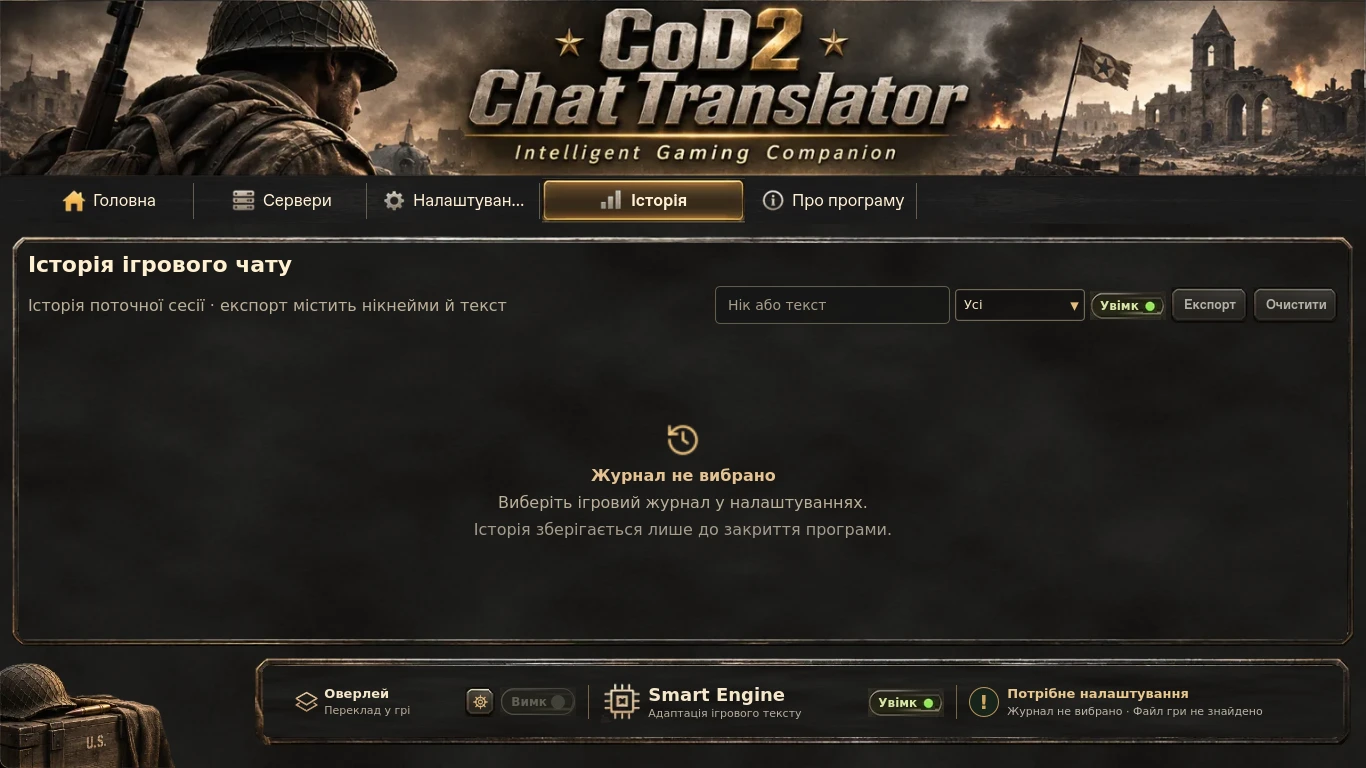 CoD2
Chat Translator
Intelligent Gaming Companion
Головна
Сервери
Налаштуван...
Історія
Про програму
Історія ігрового чату
Історія поточної сесії · експорт містить нікнейми й текст
Нік або текст
Усі
Увімк
Експорт
Очистити
Журнал не вибрано
Виберіть ігровий журнал у налаштуваннях.
Історія зберігається лише до закриття програми.
U.S.
Оверлей
Переклад у грі
Вимк
Smart Engine
Адаптація ігрового тексту
Увімк
Потрібне налаштування
Журнал не вибрано · Файл гри не знайдено